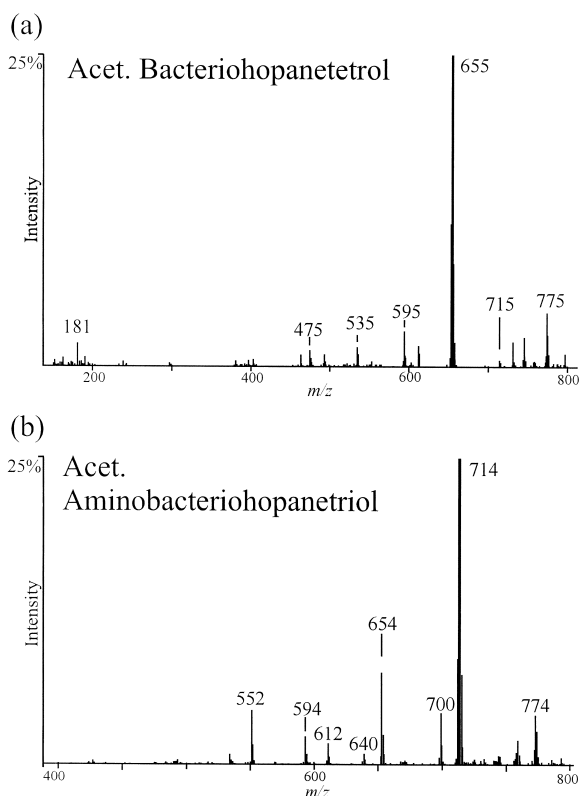 (a)
25%
Acet. Bacteriohopanetetrol
655
Intensity
181
475
535
595
715
775
200
400
600
800
m/z
(b)
25%
Acet.
Aminobacteriohopanetriol
714
Intensity
654
552
594
612
640
700
774
400
600
800
m/z